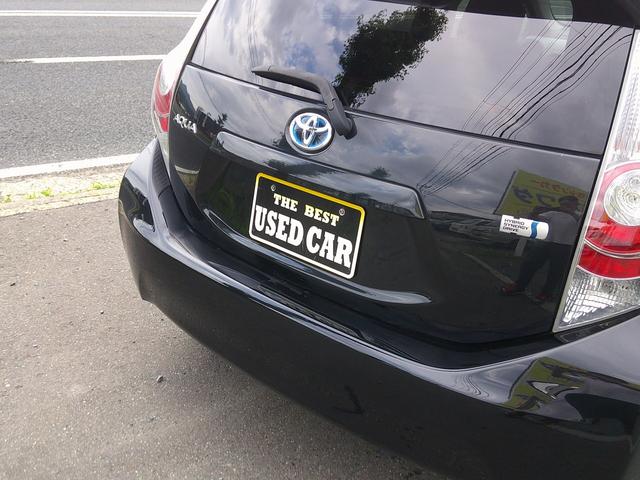 AQUA
THE BEST
USED CAR
HYBRID
SYNERGY
DRIVE